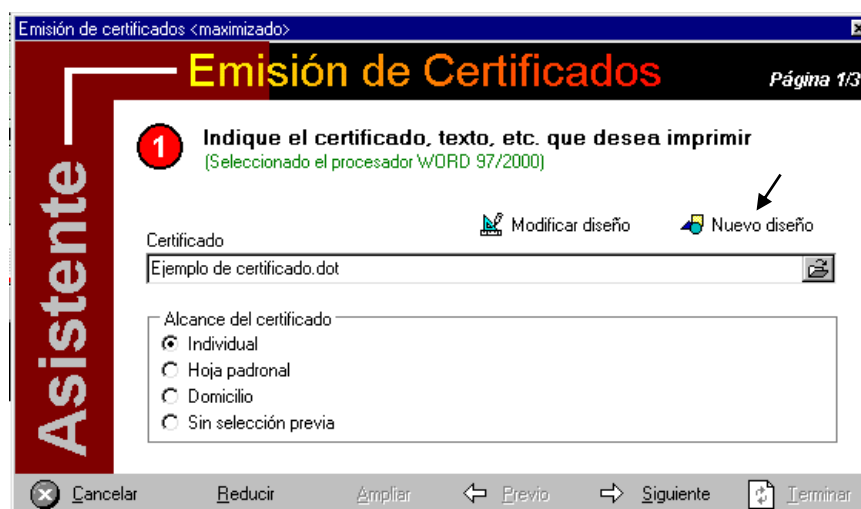 Emisión de certificados <maximizado>
Emisión de Certificados
Página 1/3
Asistente
1
Indique el certificado, texto, etc. que desea imprimir
(Seleccionado el procesador WORD 97/2000)
Modificar diseño
Nuevo diseño
Certificado
Ejemplo de certificado.dot
Alcance del certificado
Individual
Hoja padronal
Domicilio
Sin selección previa
Cancelar Reducir Ampliar Previo Siguiente Terminar